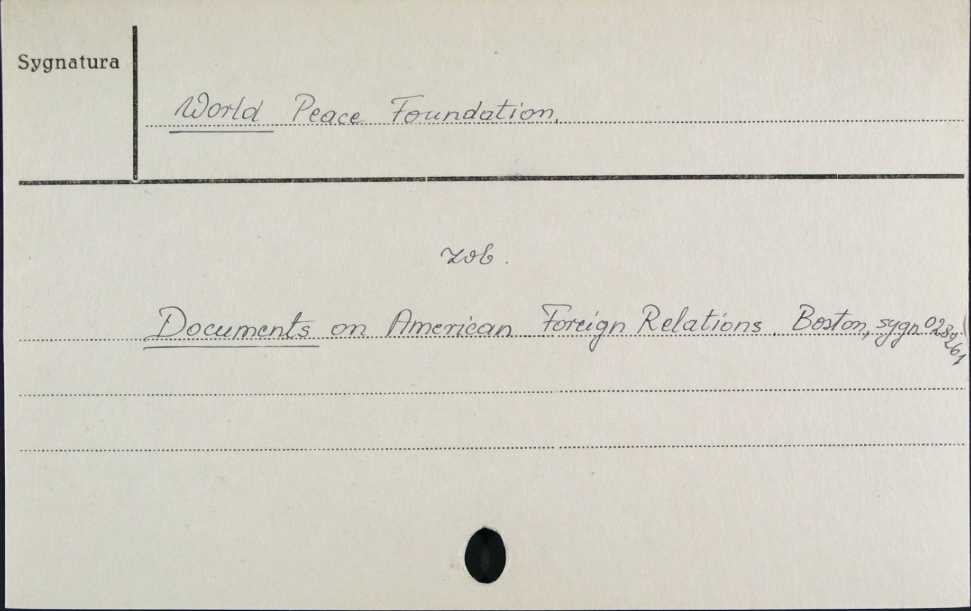 Sygnatura
World Peace Foundation.
zob.
Documents on American Foreign Relations. Boston, sygn.